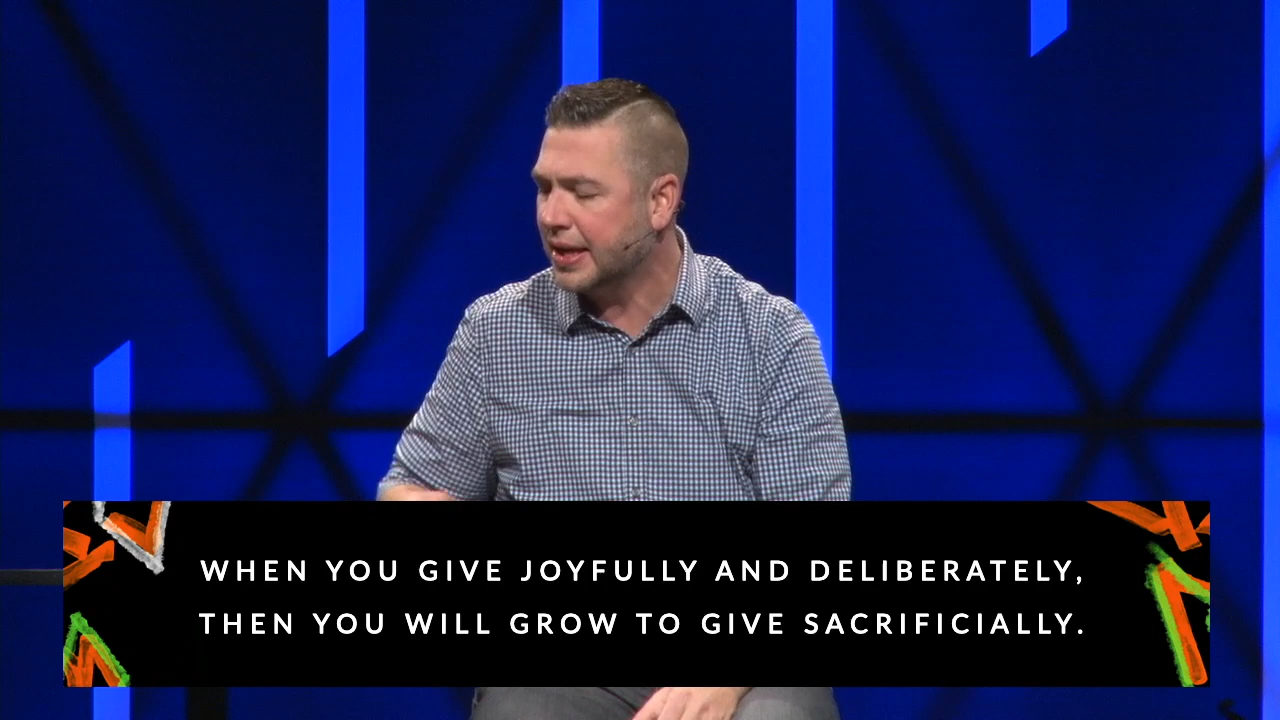 WHEN YOU GIVE JOYFULLY AND DELIBERATELY,
THEN YOU WILL GROW TO GIVE SACRIFICIALLY.